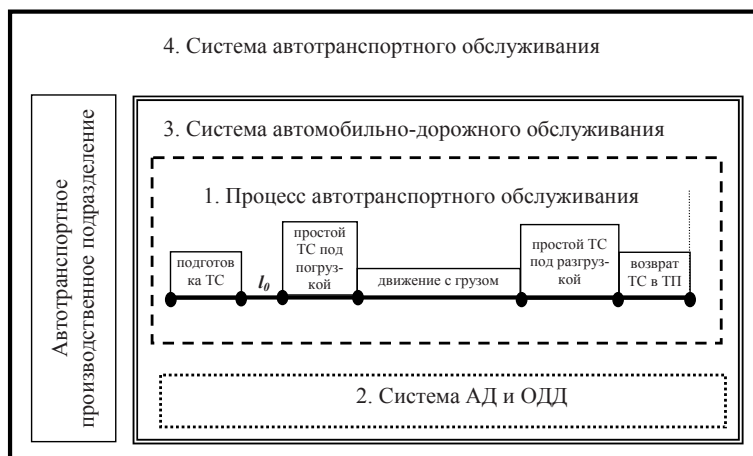 4. Система автотранспортного обслуживания
Автотранспортное
производственное подразделение
3. Система автомобильно-дорожного обслуживания
1. Процесс автотранспортного обслуживания
подготов
ка ТС
l₀
простой
ТС под
погруз-
кой
движение с грузом
простой ТС
под разгруз-
кой
возврат
ТС в ТП
2. Система АД и ОДД